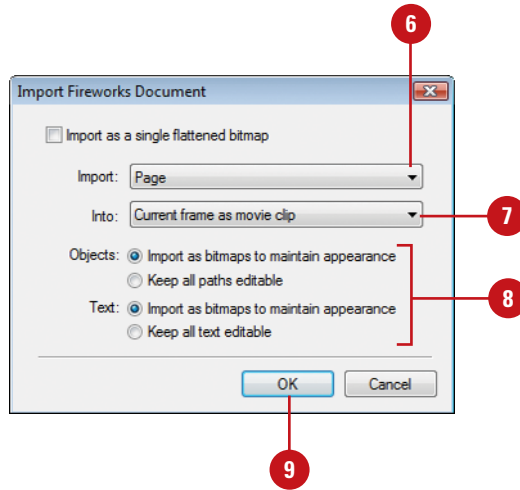 6
Import Fireworks Document
Import as a single flattened bitmap
Import: Page
Into: Current frame as movie clip
7
Objects: Import as bitmaps to maintain appearance
Keep all paths editable
8
Text: Import as bitmaps to maintain appearance
Keep all text editable
OK Cancel
9